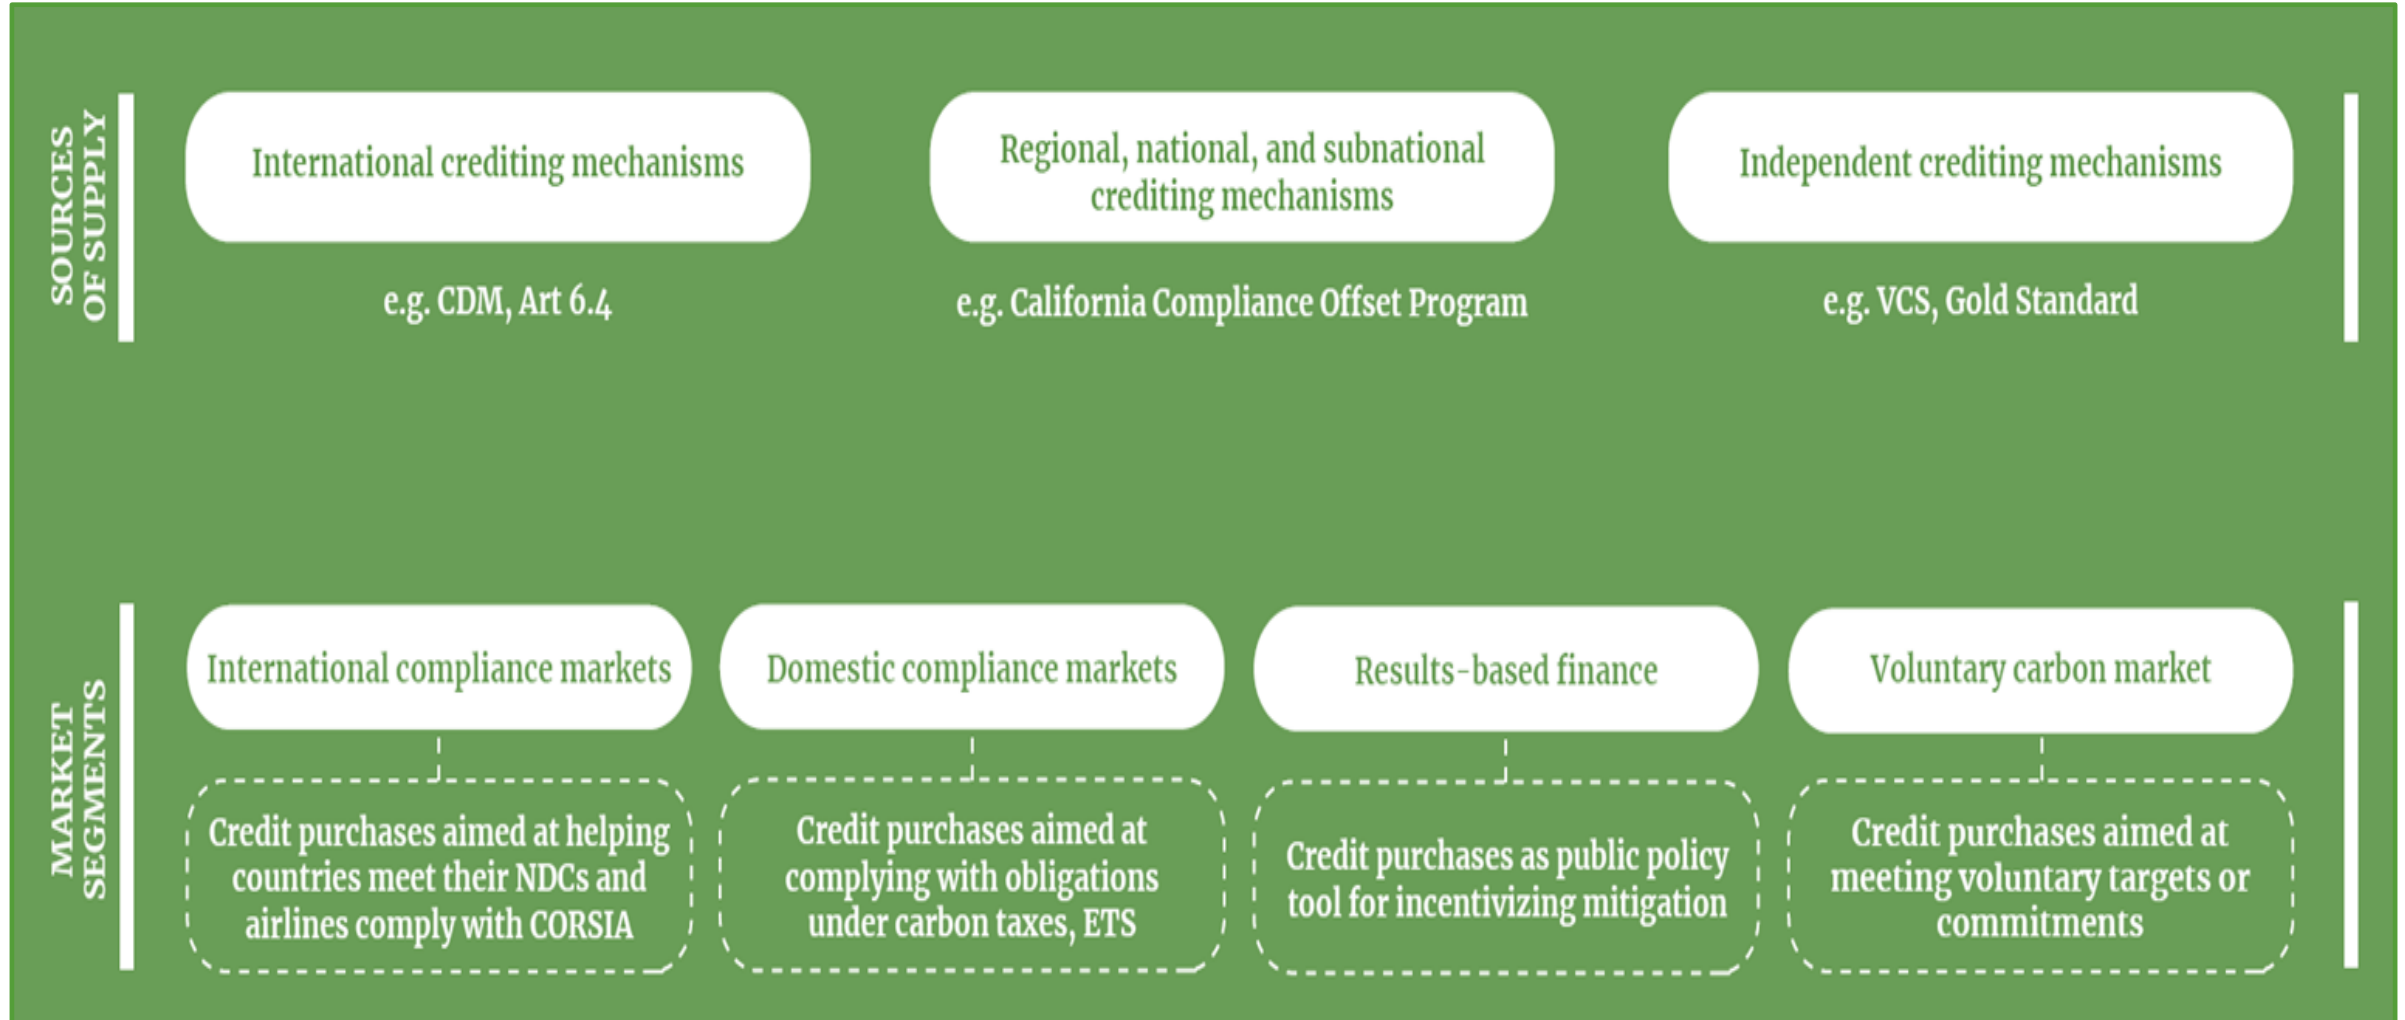 SOURCES
OF SUPPLY
International crediting mechanisms
e.g. CDM, Art 6.4
Regional, national, and subnational
crediting mechanisms
e.g. California Compliance Offset Program
Independent crediting mechanisms
e.g. VCS, Gold Standard
MARKET
SEGMENTS
International compliance markets
Credit purchases aimed at helping
countries meet their NDCs and
airlines comply with CORSIA
Domestic compliance markets
Credit purchases aimed at
complying with obligations
under carbon taxes, ETS
Results-based finance
Credit purchases as public policy
tool for incentivizing mitigation
Voluntary carbon market
Credit purchases aimed at
meeting voluntary targets or
commitments